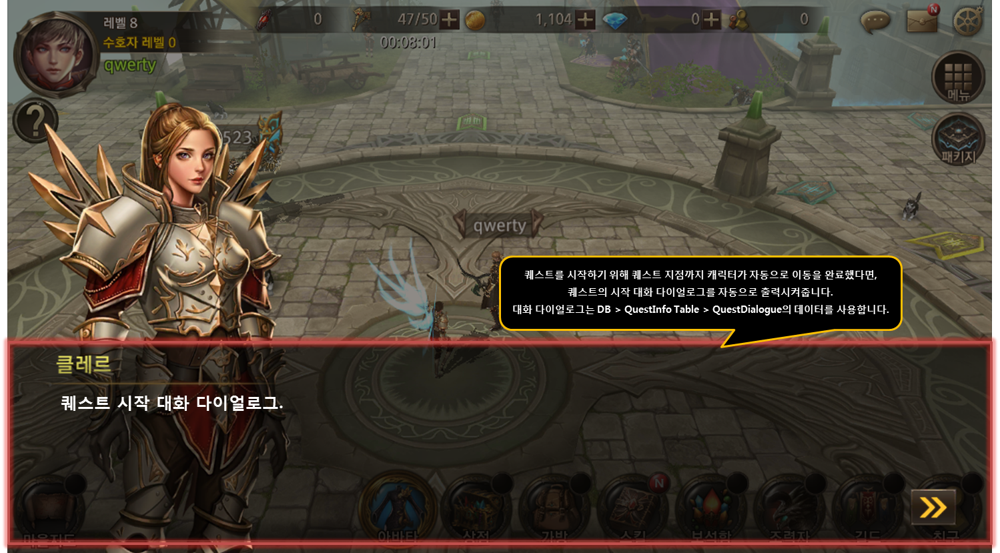 레벨 8
수호자 레벨 0
qwerty
0
47/50
00:08:01
1,104
0
0
N
메뉴
패키지
?
523
qwerty
퀘스트를 시작하기 위해 퀘스트 지점까지 캐릭터가 자동으로 이동을 완료했다면,
퀘스트의 시작 대화 다이얼로그를 자동으로 출력시켜줍니다.
대화 다이얼로그는 DB > QuestInfo Table > QuestDialogue의 데이터를 사용합니다.
클레르
퀘스트 시작 대화 다이얼로그.
N
마을지도
아바타
상점
가방
스킬
보석함
조력자
길드
친구